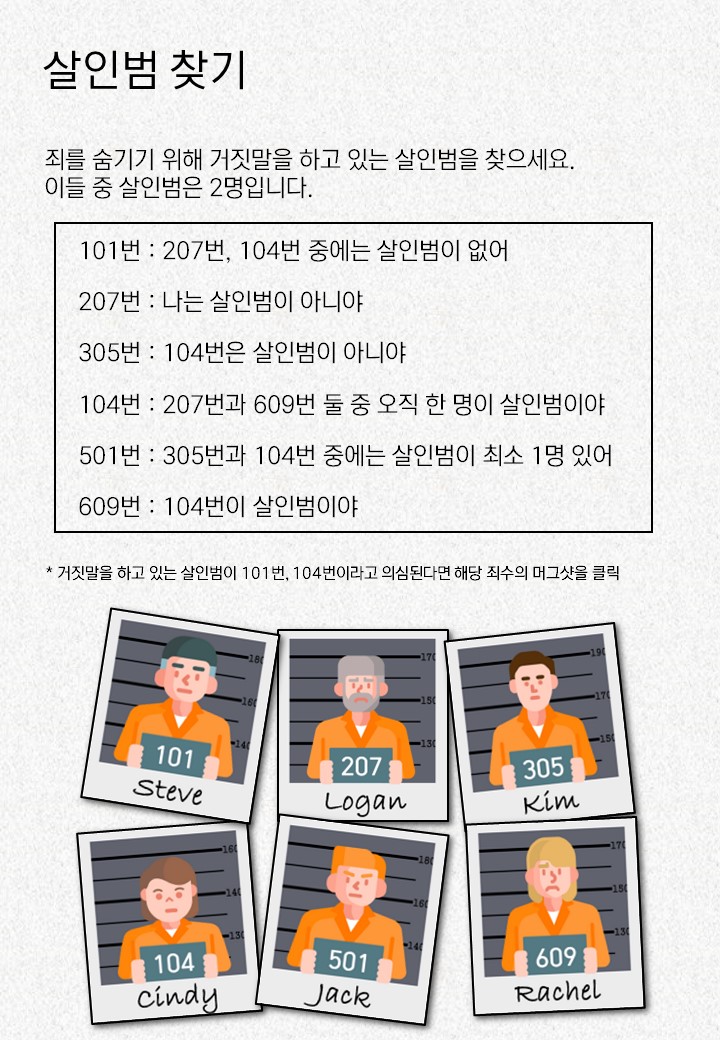 살인범 찾기
죄를 숨기기 위해 거짓말을 하고 있는 살인범을 찾으세요.
이들 중 살인범은 2명입니다.
101번 : 207번, 104번 중에는 살인범이 없어
207번 : 나는 살인범이 아니야
305번 : 104번은 살인범이 아니야
104번 : 207번과 609번 둘 중 오직 한 명이 살인범이야
501번 : 305번과 104번 중에는 살인범이 최소 1명 있어
609번 : 104번이 살인범이야
* 거짓말을 하고 있는 살인범이 101번, 104번이라고 의심된다면 해당 죄수의 머그샷을 클릭
180
160
140
101
Steve
170
150
130
207
Logan
190
170
150
305
Kim
160
140
130
104
Cindy
180
160
140
501
Jack
170
150
130
609
Rachel